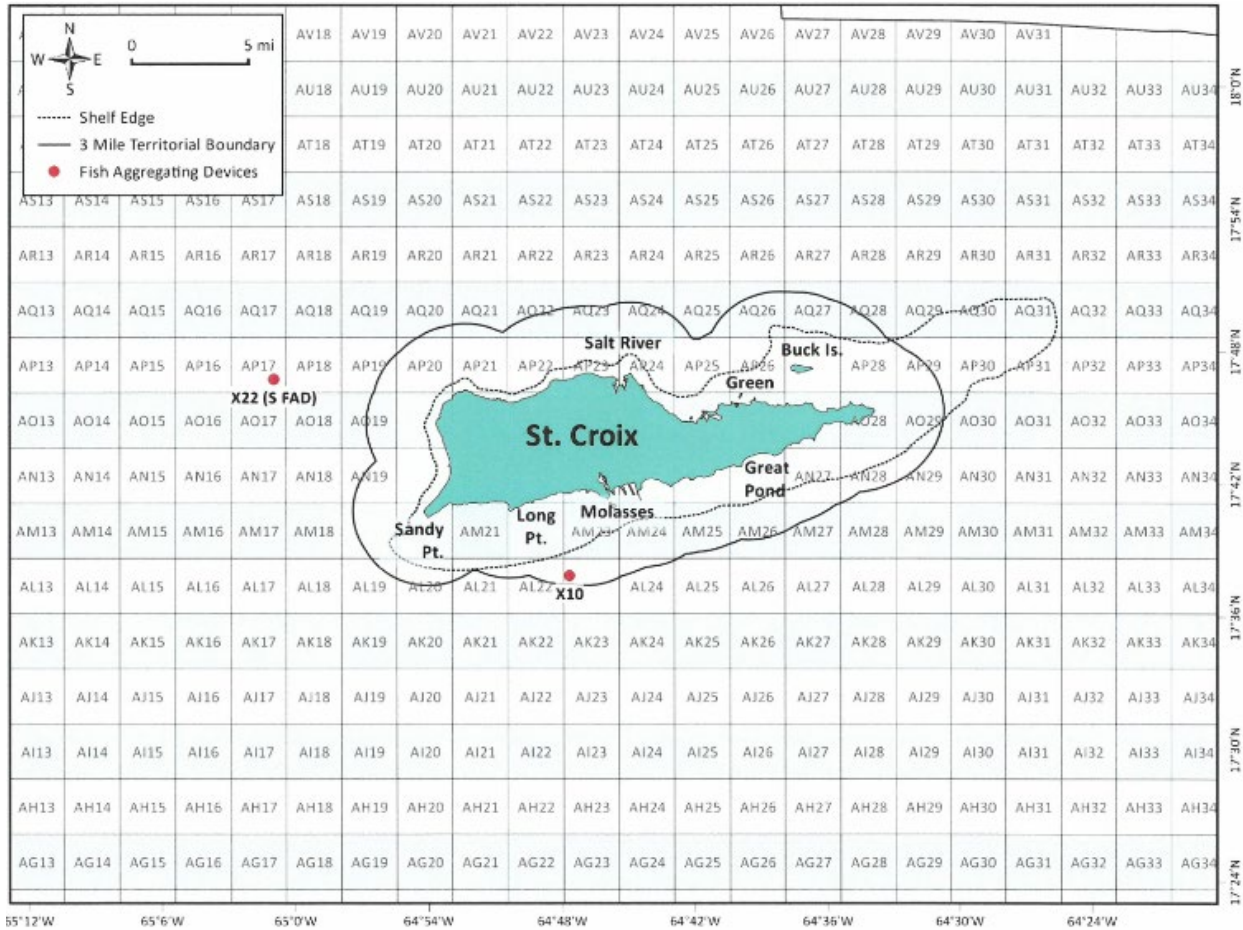 N
W E
S
0 5 mi
Shelf Edge
3 Mile Territorial Boundary
Fish Aggregating Devices
AV18 AV19 AV20 AV21 AV22 AV23 AV24 AV25 AV26 AV27 AV28 AV29 AV30 AV31
AU18 AU19 AU20 AU21 AU22 AU23 AU24 AU25 AU26 AU27 AU28 AU29 AU30 AU31 AU32 AU33 AU34
18°0'N
AT18 AT19 AT20 AT21 AT22 AT23 AT24 AT25 AT26 AT27 AT28 AT29 AT30 AT31 AT32 AT33 AT34
AS13 AS14 AS15 AS16 AS17 AS18 AS19 AS20 AS21 AS22 AS23 AS24 AS25 AS26 AS27 AS28 AS29 AS30 AS31 AS32 AS33 AS34
17°54'N
AR13 AR14 AR15 AR16 AR17 AR18 AR19 AR20 AR21 AR22 AR23 AR24 AR25 AR26 AR27 AR28 AR29 AR30 AR31 AR32 AR33 AR34
AQ13 AQ14 AQ15 AQ16 AQ17 AQ18 AQ19 AQ20 AQ21 AQ22 AQ23 AQ24 AQ25 AQ26 AQ27 AQ28 AQ29 AQ30 AQ31 AQ32 AQ33 AQ34
Salt River
Buck Is.
17°48'N
AP13 AP14 AP15 AP16 AP17 AP18 AP19 AP20 AP21 AP22 AP23 AP24 AP25 AP26 AP28 AP29 AP30 AP31 AP32 AP33 AP34
Green
X22 (S FAD)
AO13 AO14 AO15 AO16 AO17 AO18 AO19 AO28 AO29 AO30 AO31 AO32 AO33 AO34
St. Croix
AN13 AN14 AN15 AN16 AN17 AN18 AN19 AN27 AN28 AN29 AN30 AN31 AN32 AN33 AN34
17°42'N
Great
Pond
Molasses
Long
Pt.
Sandy
Pt.
AM13 AM14 AM15 AM16 AM17 AM18 AM21 AM23 AM24 AM25 AM26 AM27 AM28 AM29 AM30 AM31 AM32 AM33 AM34
AL13 AL14 AL15 AL16 AL17 AL18 AL19 AL20 AL21 AL22 AL24 AL25 AL26 AL27 AL28 AL29 AL30 AL31 AL32 AL33 AL34
X10
17°36'N
AK13 AK14 AK15 AK16 AK17 AK18 AK19 AK20 AK21 AK22 AK23 AK24 AK25 AK26 AK27 AK28 AK29 AK30 AK31 AK32 AK33 AK34
AJ13 AJ14 AJ15 AJ16 AJ17 AJ18 AJ19 AJ20 AJ21 AJ22 AJ23 AJ24 AJ25 AJ26 AJ27 AJ28 AJ29 AJ30 AJ31 AJ32 AJ33 AJ34
AI13 AI14 AI15 AI16 AI17 AI18 AI19 AI20 AI21 AI22 AI23 AI24 AI25 AI26 AI27 AI28 AI29 AI30 AI31 AI32 AI33 AI34
17°30'N
AH13 AH14 AH15 AH16 AH17 AH18 AH19 AH20 AH21 AH22 AH23 AH24 AH25 AH26 AH27 AH28 AH29 AH30 AH31 AH32 AH33 AH34
AG13 AG14 AG15 AG16 AG17 AG18 AG19 AG20 AG21 AG22 AG23 AG24 AG25 AG26 AG27 AG28 AG29 AG30 AG31 AG32 AG33 AG34
17°24'N
65°12'W 65°6'W 65°0'W 64°54'W 64°48'W 64°42'W 64°36'W 64°30'W 64°24'W